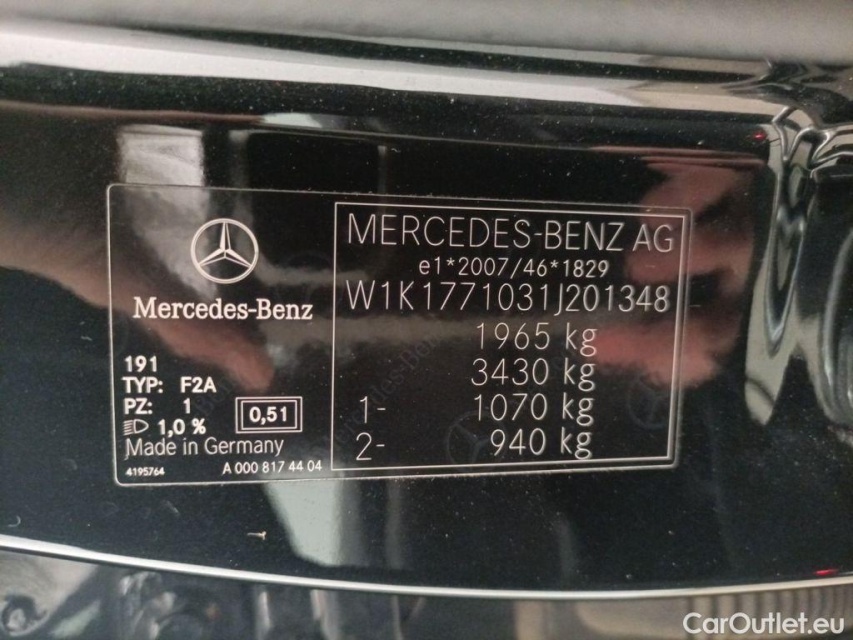 Mercedes-Benz
191
TYP: F2A
PZ: 1
1,0 %
0,51
Made in Germany
4195764
A 000 817 44 04
MERCEDES-BENZ AG
e1*2007/46*1829
W1K1771031J201348
1965 kg
3430 kg
1- 1070 kg
2- 940 kg
CarOutlet.eu